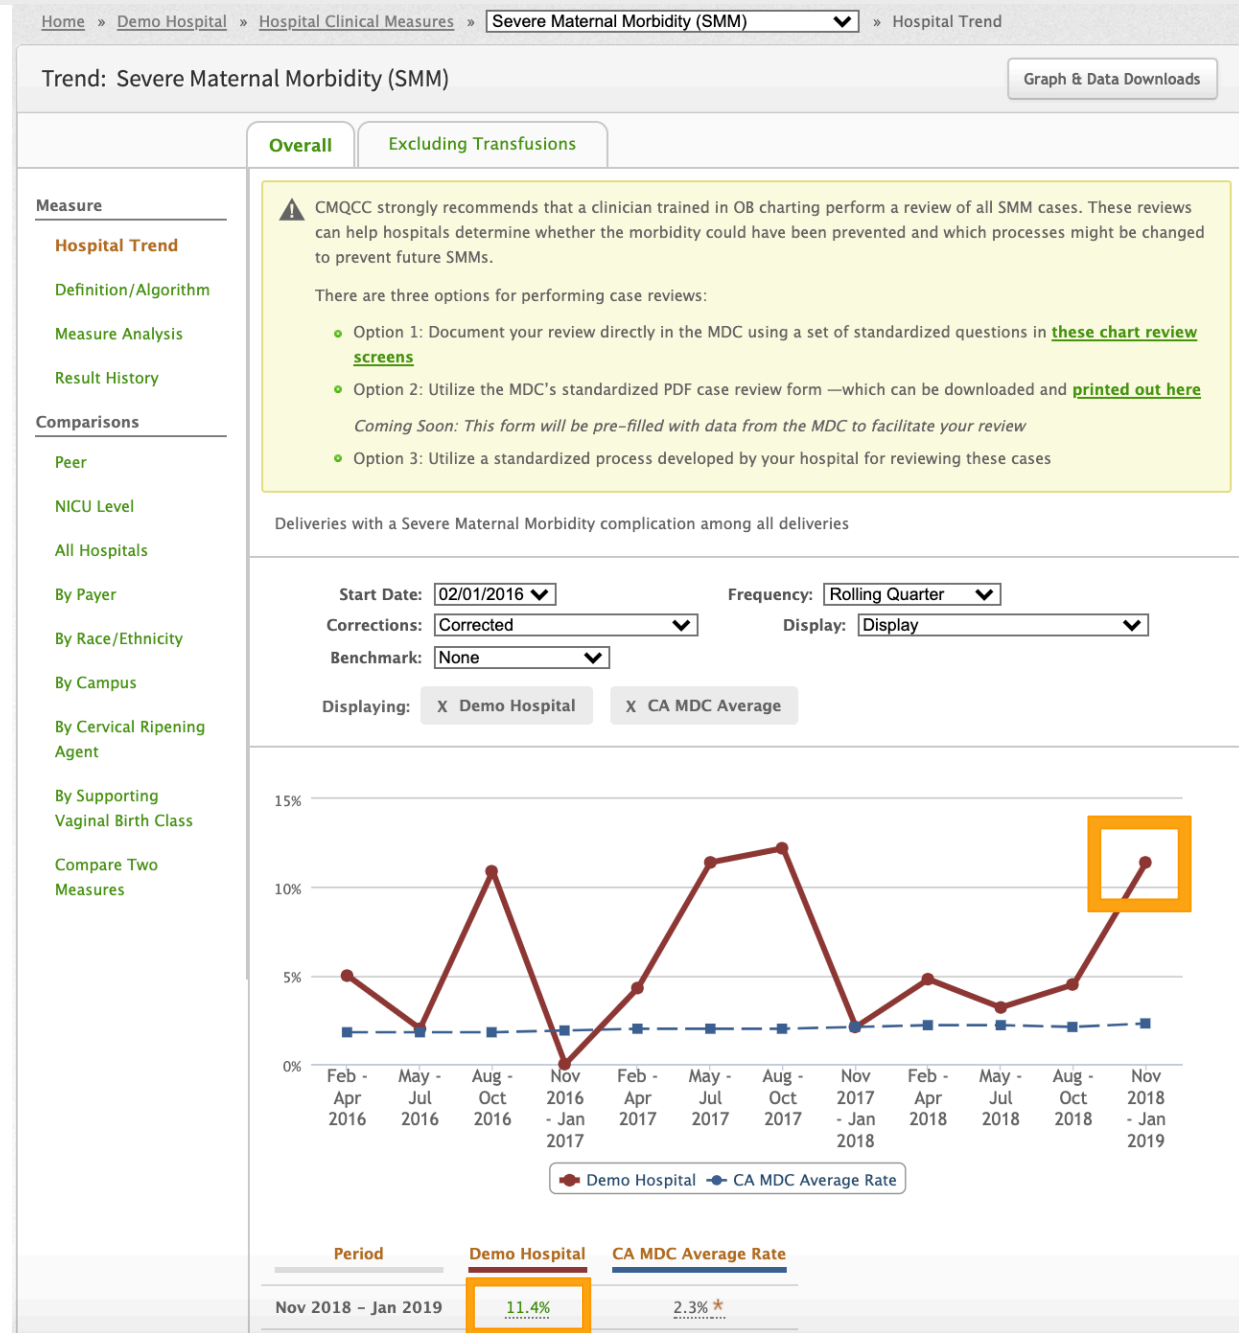 Home » Demo Hospital » Hospital Clinical Measures » Severe Maternal Morbidity (SMM) » Hospital Trend
Trend: Severe Maternal Morbidity (SMM)
Graph & Data Downloads
Overall
Excluding Transfusions
Measure
Hospital Trend
Definition/Algorithm
Measure Analysis
Result History
Comparisons
Peer
NICU Level
All Hospitals
By Payer
By Race/Ethnicity
By Campus
By Cervical Ripening
Agent
By Supporting
Vaginal Birth Class
Compare Two
Measures
CMQCC strongly recommends that a clinician trained in OB charting perform a review of all SMM cases. These reviews
can help hospitals determine whether the morbidity could have been prevented and which processes might be changed
to prevent future SMMs.
There are three options for performing case reviews:
Option 1: Document your review directly in the MDC using a set of standardized questions in these chart review
screens
Option 2: Utilize the MDC's standardized PDF case review form —which can be downloaded and printed out here
Coming Soon: This form will be pre-filled with data from the MDC to facilitate your review
Option 3: Utilize a standardized process developed by your hospital for reviewing these cases
Deliveries with a Severe Maternal Morbidity complication among all deliveries
Start Date: 02/01/2016
Frequency: Rolling Quarter
Corrections: Corrected
Display: Display
Benchmark: None
Displaying: X Demo Hospital X CA MDC Average
15%
10%
5%
0%
Feb - Apr 2016
May - Jul 2016
Aug - Oct 2016
Nov 2016 - Jan 2017
Feb - Apr 2017
May - Jul 2017
Aug - Oct 2017
Nov 2017 - Jan 2018
Feb - Apr 2018
May - Jul 2018
Aug - Oct 2018
Nov 2018 - Jan 2019
Demo Hospital CA MDC Average Rate
Period Demo Hospital CA MDC Average Rate
Nov 2018 - Jan 2019 11.4% 2.3% *